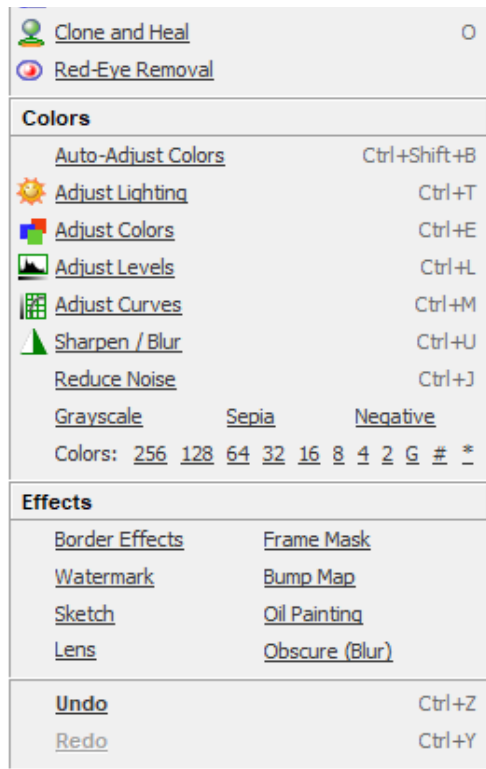 Clone and Heal O
Red-Eye Removal
Colors
Auto-Adjust Colors Ctrl+Shift+B
Adjust Lighting Ctrl+T
Adjust Colors Ctrl+E
Adjust Levels Ctrl+L
Adjust Curves Ctrl+M
Sharpen / Blur Ctrl+U
Reduce Noise Ctrl+J
Grayscale Sepia Negative
Colors: 256 128 64 32 16 8 4 2 G # *
Effects
Border Effects Frame Mask
Watermark Bump Map
Sketch Oil Painting
Lens Obscure (Blur)
Undo Ctrl+Z
Redo Ctrl+Y